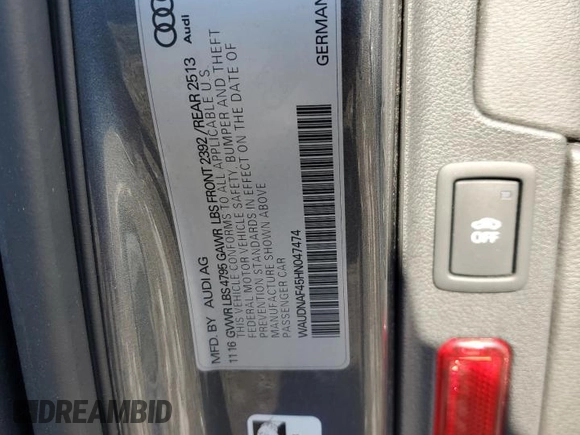 Audi
MFD. BY AUDI AG
11 16 GVWR LBS 4795 GAWR LBS FRONT 2392 / REAR 2513
THIS VEHICLE CONFORMS TO ALL APPLICABLE U.S.
FEDERAL MOTOR VEHICLE SAFETY, BUMPER AND THEFT
PREVENTION STANDARDS IN EFFECT ON THE DATE OF
MANUFACTURE SHOWN ABOVE
PASSENGER CAR
WAUDNAF45HN047474
GERMAN
OFF
DREAMBID